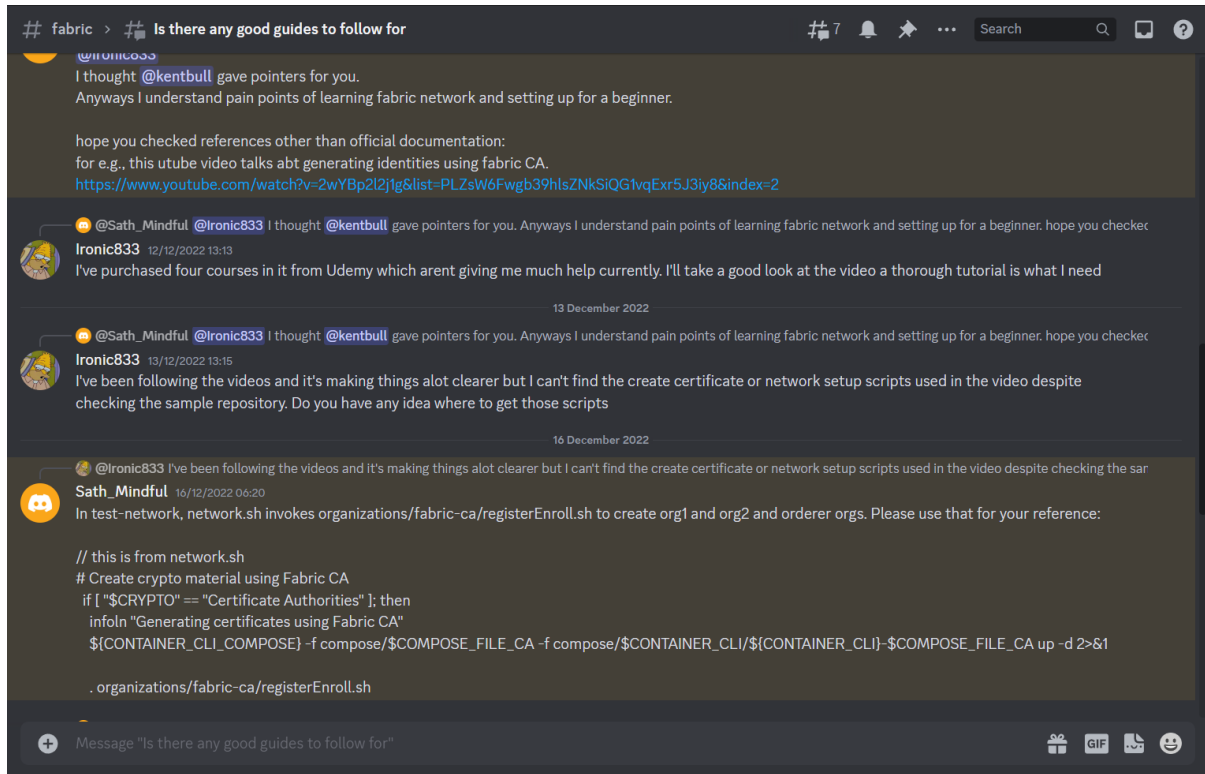 fabric > Is there any good guides to follow for
7
Search
@Ironic833
I thought @kentbull gave pointers for you.
Anyways I understand pain points of learning fabric network and setting up for a beginner.
hope you checked references other than official documentation:
for e.g., this utube video talks abt generating identities using fabric CA.
https://www.youtube.com/watch?v=2wYBp2l2j1g&list=PLZsW6Fwgb39hlsZNkSiQG1vqExr5J3iy8&index=2
@Sath_Mindful @Ironic833 I thought @kentbull gave pointers for you. Anyways I understand pain points of learning fabric network and setting up for a beginner. hope you checked
Ironic833 12/12/2022 13:13
I've purchased four courses in it from Udemy which arent giving me much help currently. I'll take a good look at the video a thorough tutorial is what I need
13 December 2022
@Sath_Mindful @Ironic833 I thought @kentbull gave pointers for you. Anyways I understand pain points of learning fabric network and setting up for a beginner. hope you checked
Ironic833 13/12/2022 13:15
I've been following the videos and it's making things alot clearer but I can't find the create certificate or network setup scripts used in the video despite
checking the sample repository. Do you have any idea where to get those scripts
16 December 2022
@Ironic833 I've been following the videos and it's making things alot clearer but I can't find the create certificate or network setup scripts used in the video despite checking the sar
Sath_Mindful 16/12/2022 06:20
In test-network, network.sh invokes organizations/fabric-ca/registerEnroll.sh to create org1 and org2 and orderer orgs. Please use that for your reference:
// this is from network.sh
# Create crypto material using Fabric CA
if [ "$CRYPTO" == "Certificate Authorities" ]; then
infoln "Generating certificates using Fabric CA"
${CONTAINER_CLI_COMPOSE} -f compose/$COMPOSE_FILE_CA -f compose/$CONTAINER_CLI/${CONTAINER_CLI}-$COMPOSE_FILE_CA up -d 2>&1
. organizations/fabric-ca/registerEnroll.sh
Message "Is there any good guides to follow for"
GIF